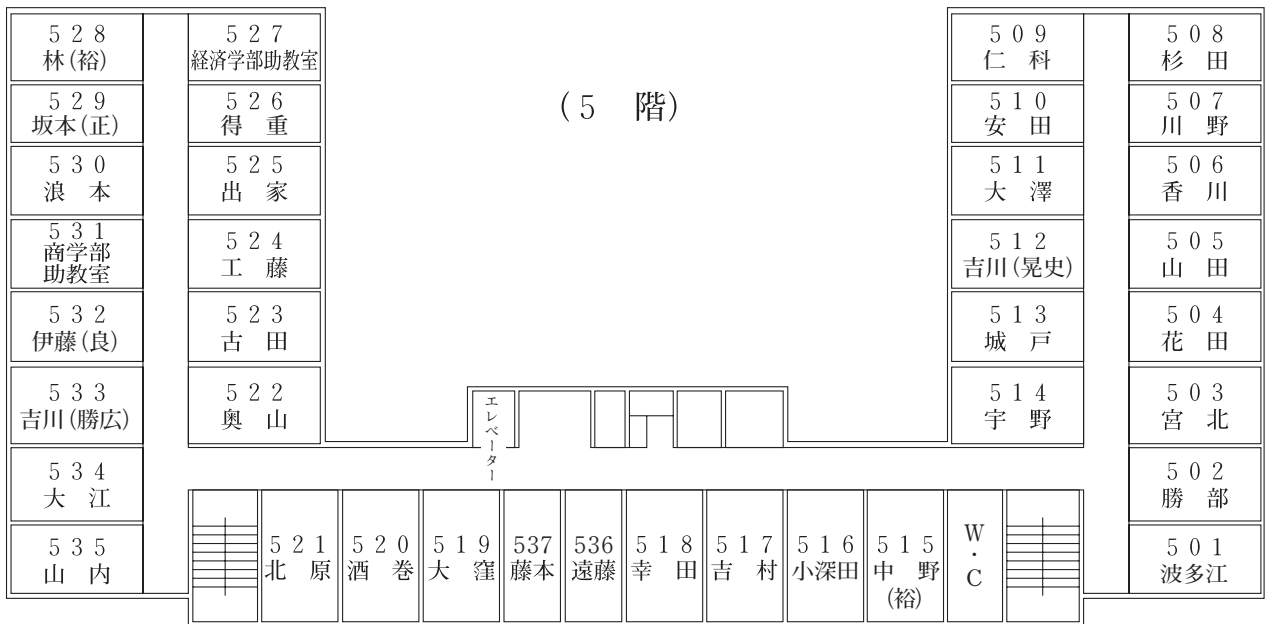 (5 階)
528
林(裕)
529
坂本(正)
530
浪本
531
商学部
助教室
532
伊藤(良)
533
吉川(勝広)
534
大江
535
山内
527
経済学部助教室
526
得重
525
出家
524
工藤
523
古田
522
奥山
エレベーター
509
仁科
510
安田
511
大澤
512
吉川(晃史)
513
城戸
514
宇野
508
杉田
507
川野
506
香川
505
山田
504
花田
503
宮北
502
勝部
501
波多江
521
北原
520
酒巻
519
大窪
537
藤本
536
遠藤
518
幸田
517
吉村
516
小深田
515
中野
(裕)
W・C